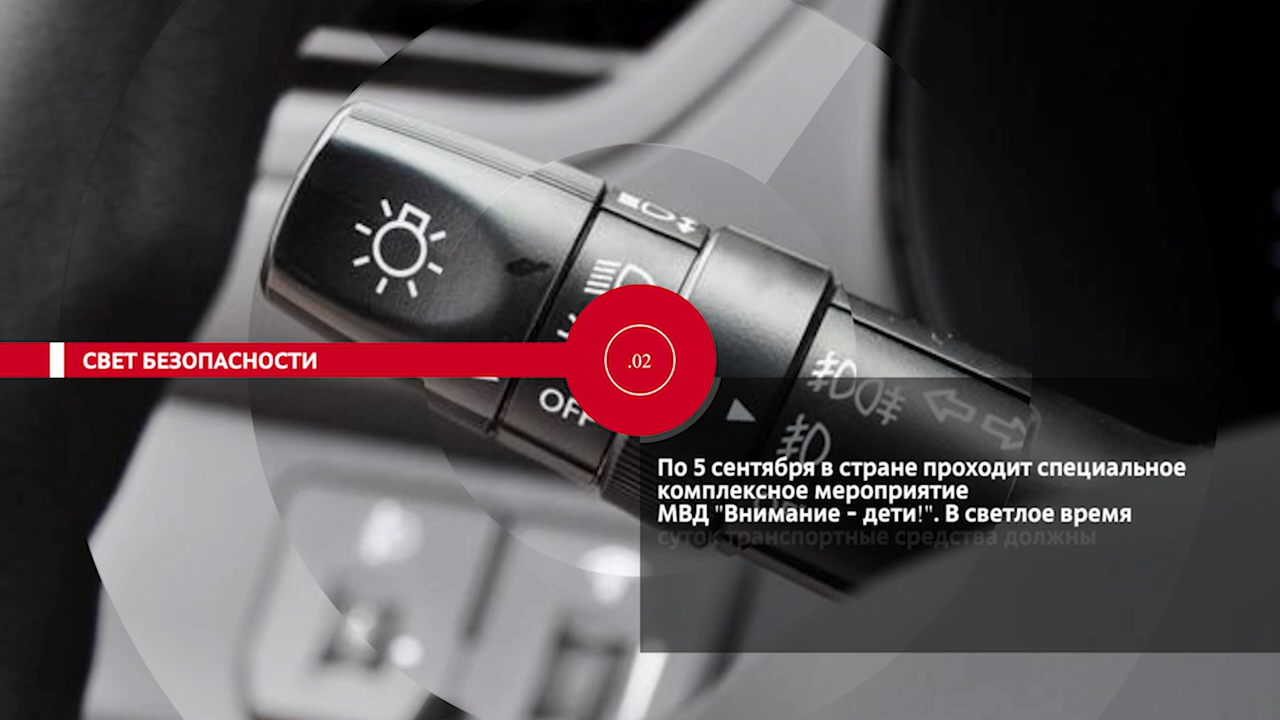 СВЕТ БЕЗОПАСНОСТИ
.02
OFF
По 5 сентября в стране проходит специальное
комплексное мероприятие
МВД "Внимание - дети!". В светлое время
суток транспортные средства должны